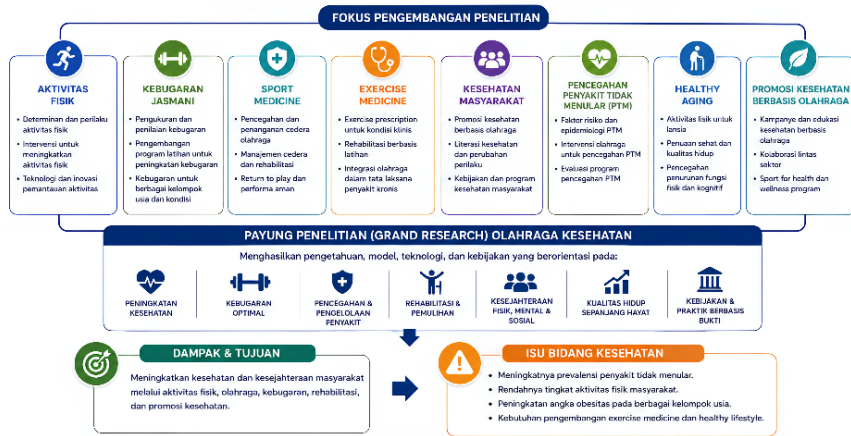 FOKUS PENGEMBANGAN PENELITIAN
AKTIVITAS
FISIK
• Determinan dan perilaku
aktivitas fisik
• Intervensi untuk
meningkatkan
aktivitas fisik
• Teknologi dan inovasi
pemantauan aktivitas
KEBUGARAN
JASMANI
• Pengukuran dan
penilaian kebugaran
• Pengembangan
program latihan untuk
peningkatan kebugaran
• Kebugaran untuk
berbagai kelompok
usia dan kondisi
SPORT
MEDICINE
• Pencegahan dan
penanganan cedera
olahraga
• Manajemen cedera
dan rehabilitasi
• Return to play dan
performa aman
EXERCISE
MEDICINE
• Exercise prescription
untuk kondisi klinis
• Rehabilitasi berbasis
latihan
• Integrasi olahraga
dalam tata laksana
penyakit kronis
KESEHATAN
MASYARAKAT
• Promosi kesehatan
berbasis olahraga
• Literasi kesehatan
dan perubahan
perilaku
• Kebijakan dan program
kesehatan masyarakat
PENCEGAHAN
PENYAKIT TIDAK
MENULAR (PTM)
• Faktor risiko dan
epidemiologi PTM
• Intervensi olahraga
untuk pencegahan PTM
• Evaluasi program
pencegahan PTM
HEALTHY
AGING
• Aktivitas fisik untuk
lansia
• Penuaan sehat dan
kualitas hidup
• Pencegahan
penurunan fungsi
fisik dan kognitif
PROMOSI KESEHATAN
BERBASIS OLAHRAGA
• Kampanye dan edukasi
kesehatan berbasis
olahraga
• Kolaborasi lintas
sektor
• Sport for health dan
wellness program
PAYUNG PENELITIAN (GRAND RESEARCH) OLAHRAGA KESEHATAN
Menghasilkan pengetahuan, model, teknologi, dan kebijakan yang berorientasi pada:
PENINGKATAN
KESEHATAN
KEBUGARAN
OPTIMAL
PENCEGAHAN &
PENGELOLAAN
PENYAKIT
REHABILITASI &
PEMULIHAN
KESEJAHTERAAN
FISIK, MENTAL &
SOSIAL
KUALITAS HIDUP
SEPANJANG HAYAT
KEBIJAKAN &
PRAKTIK BERBASIS
BUKTI
DAMPAK & TUJUAN
Meningkatkan kesehatan dan kesejahteraan masyarakat
melalui aktivitas fisik, olahraga, kebugaran, rehabilitasi,
dan promosi kesehatan.
ISU BIDANG KESEHATAN
• Meningkatnya prevalensi penyakit tidak menular.
• Rendahnya tingkat aktivitas fisik masyarakat.
• Peningkatan angka obesitas pada berbagai kelompok usia.
• Kebutuhan pengembangan exercise medicine dan healthy lifestyle.